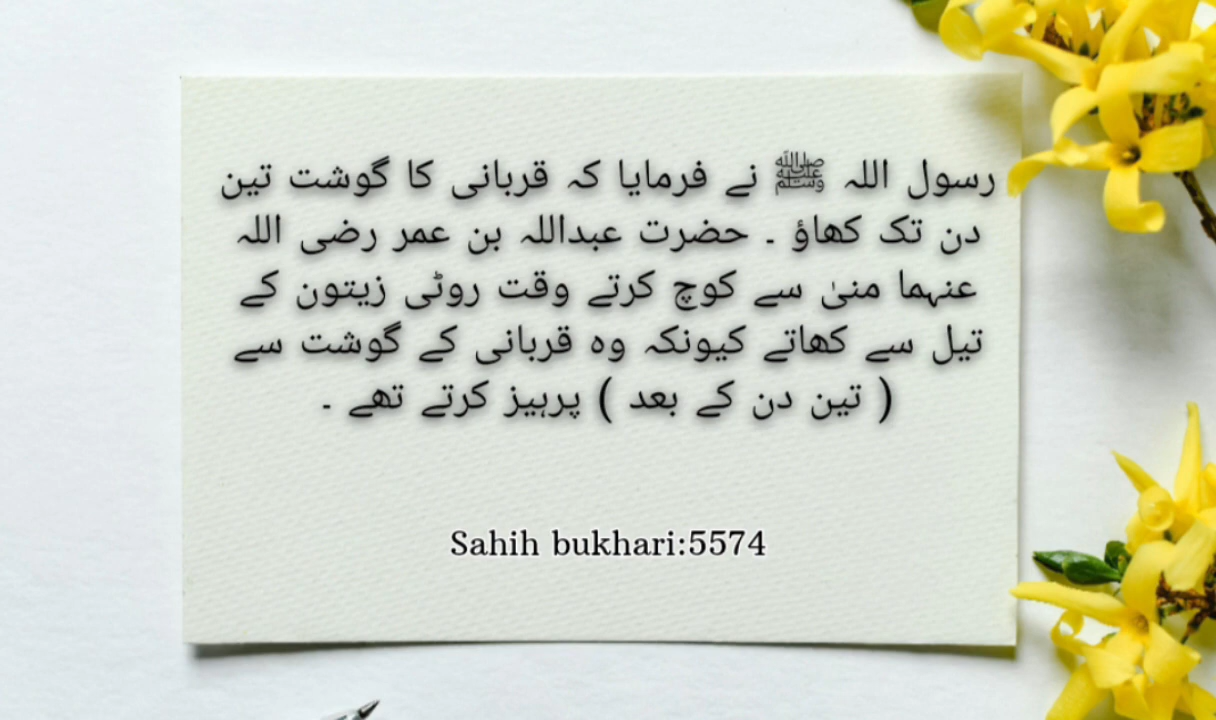 رسول اللہ ﷺ نے فرمایا کہ قربانی کا گوشت تین
دن تک کھاؤ ۔ حضرت عبداللہ بن عمر رضی اللہ
عنہما منیٰ سے کوچ کرتے وقت روٹی زیتون کے
تیل سے کھاتے کیونکہ وہ قربانی کے گوشت سے
( تین دن کے بعد ) پرہیز کرتے تھے ۔
Sahih bukhari:5574